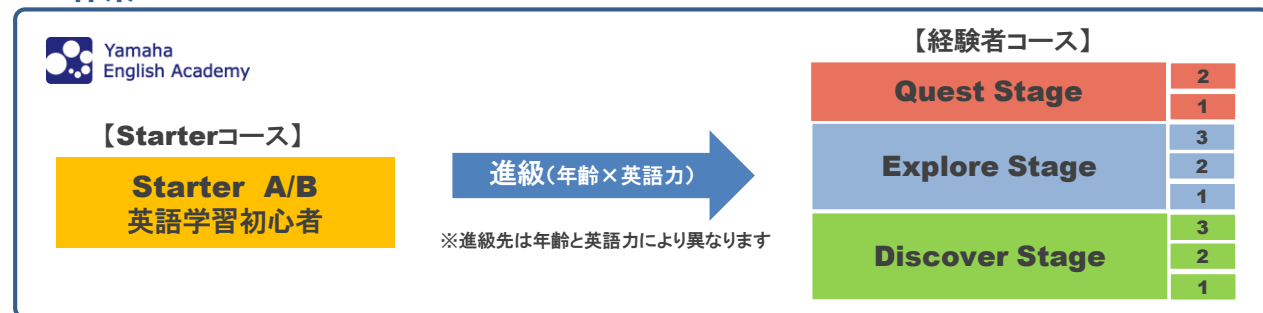 Yamaha
English Academy
【Starterコース】
Starter A/B
英語学習初心者
進級(年齢×英語力)
※進級先は年齢と英語力により異なります
【経験者コース】
Quest Stage
2
1
Explore Stage
3
2
1
Discover Stage
3
2
1